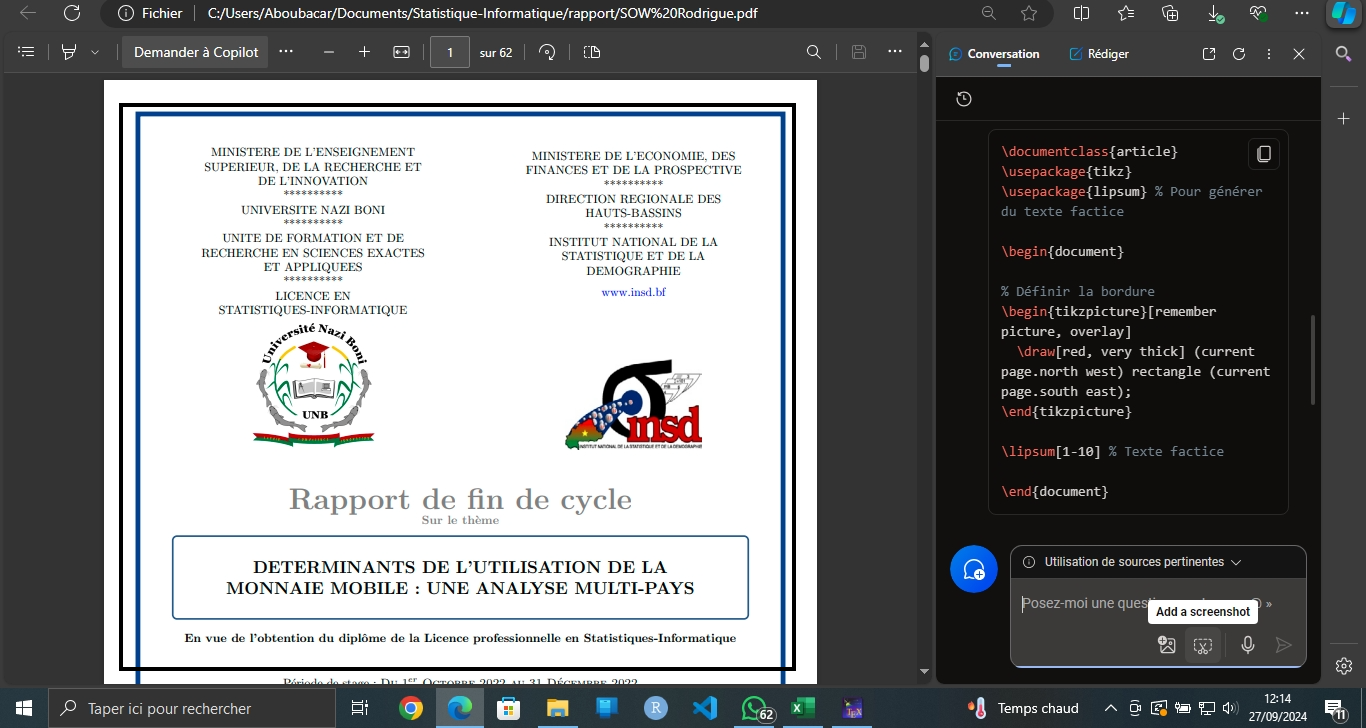 Fichier
C:/Users/Aboubacar/Documents/Statistique-Informatique/rapport/SOW%20Rodrigue.pdf
Demander à Copilot
1 sur 62
MINISTERE DE L'ENSEIGNEMENT
SUPERIEUR, DE LA RECHERCHE ET
DE L'INNOVATION
**********
UNIVERSITE NAZI BONI
**********
UNITE DE FORMATION ET DE
RECHERCHE EN SCIENCES EXACTES
ET APPLIQUEES
**********
LICENCE EN
STATISTIQUES-INFORMATIQUE
Université Nazi Boni
UNB
MINISTERE DE L'ECONOMIE, DES
FINANCES ET DE LA PROSPECTIVE
**********
DIRECTION REGIONALE DES
HAUTS-BASSINS
**********
INSTITUT NATIONAL DE LA
STATISTIQUE ET DE LA
DEMOGRAPHIE
www.insd.bf
insd
INSTITUT NATIONAL DE LA STATISTIQUE ET DE LA DEMOGRAPHIE
Rapport de fin de cycle
Sur le thème
DETERMINANTS DE L'UTILISATION DE LA
MONNAIE MOBILE : UNE ANALYSE MULTI-PAYS
En vue de l'obtention du diplôme de la Licence professionnelle en Statistiques-Informatique
Période de stage : DU 1er OCTOBRE 2022 AU 31 DÉCEMBRE 2022
Conversation
Rédiger
\documentclass{article}
\usepackage{tikz}
\usepackage{lipsum} % Pour générer
du texte factice
\begin{document}
% Définir la bordure
\begin{tikzpicture}[remember
picture, overlay]
\draw[red, very thick] (current
page.north west) rectangle (current
page.south east);
\end{tikzpicture}
\lipsum[1-10] % Texte factice
\end{document}
Utilisation de sources pertinentes
Posez-moi une ques
»
Add a screenshot
Taper ici pour rechercher
62
Temps chaud
12:14
27/09/2024
11